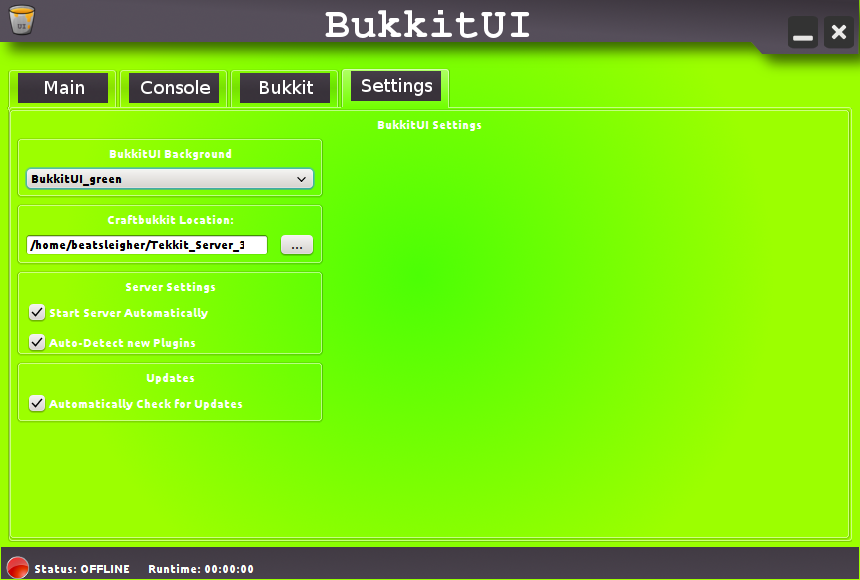 UI
BukkitUI
Main
Console
Bukkit
Settings
BukkitUI Settings
BukkitUI Background
BukkitUI_green
Craftbukkit Location:
/home/beatsleigher/Tekkit_Server_3
...
Server Settings
Start Server Automatically
Auto-Detect new Plugins
Updates
Automatically Check for Updates
Status: OFFLINE
Runtime: 00:00:00